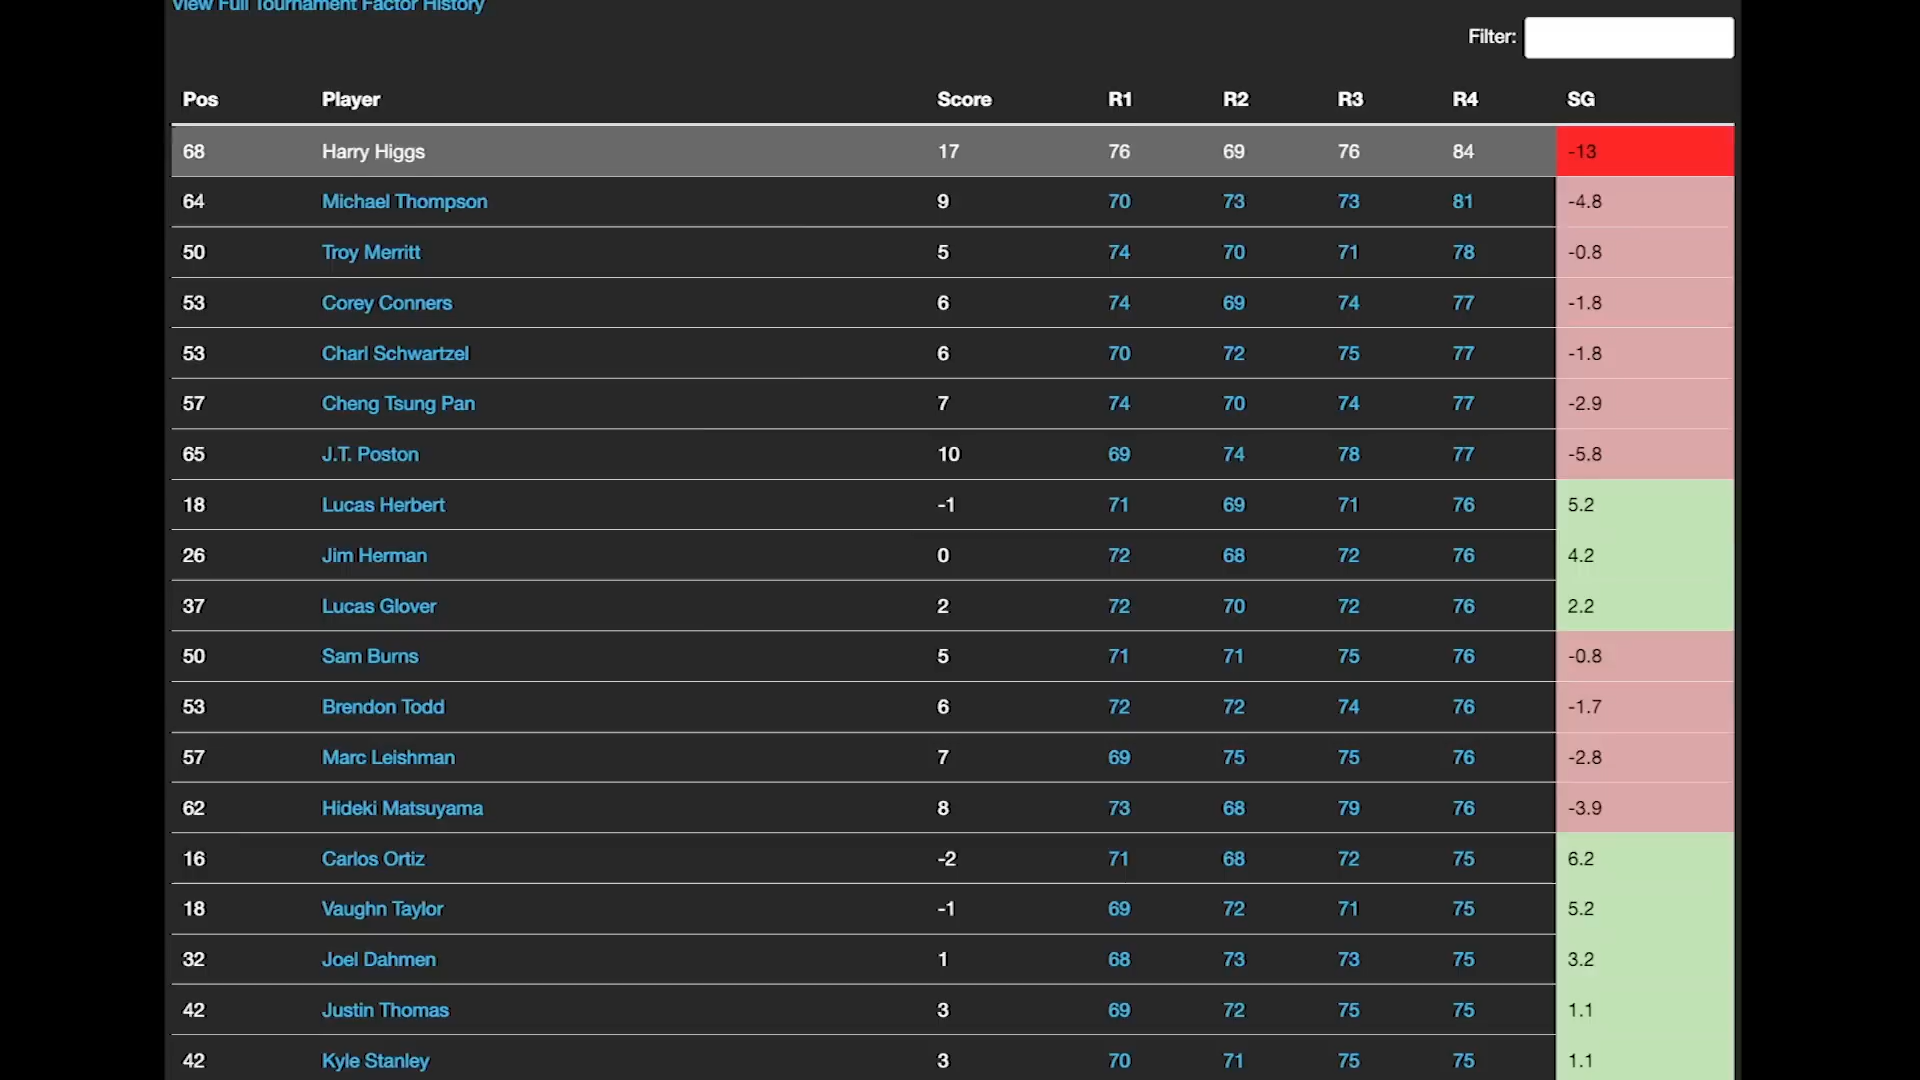 View Full Tournament Factor History
Filter:
Pos Player Score R1 R2 R3 R4 SG
68 Harry Higgs 17 76 69 76 84 -13
64 Michael Thompson 9 70 73 73 81 -4.8
50 Troy Merritt 5 74 70 71 78 -0.8
53 Corey Conners 6 74 69 74 77 -1.8
53 Charl Schwartzel 6 70 72 75 77 -1.8
57 Cheng Tsung Pan 7 74 70 74 77 -2.9
65 J.T. Poston 10 69 74 78 77 -5.8
18 Lucas Herbert -1 71 69 71 76 5.2
26 Jim Herman 0 72 68 72 76 4.2
37 Lucas Glover 2 72 70 72 76 2.2
50 Sam Burns 5 71 71 75 76 -0.8
53 Brendon Todd 6 72 72 74 76 -1.7
57 Marc Leishman 7 69 75 75 76 -2.8
62 Hideki Matsuyama 8 73 68 79 76 -3.9
16 Carlos Ortiz -2 71 68 72 75 6.2
18 Vaughn Taylor -1 69 72 71 75 5.2
32 Joel Dahmen 1 68 73 73 75 3.2
42 Justin Thomas 3 69 72 75 75 1.1
42 Kyle Stanley 3 70 71 75 75 1.1